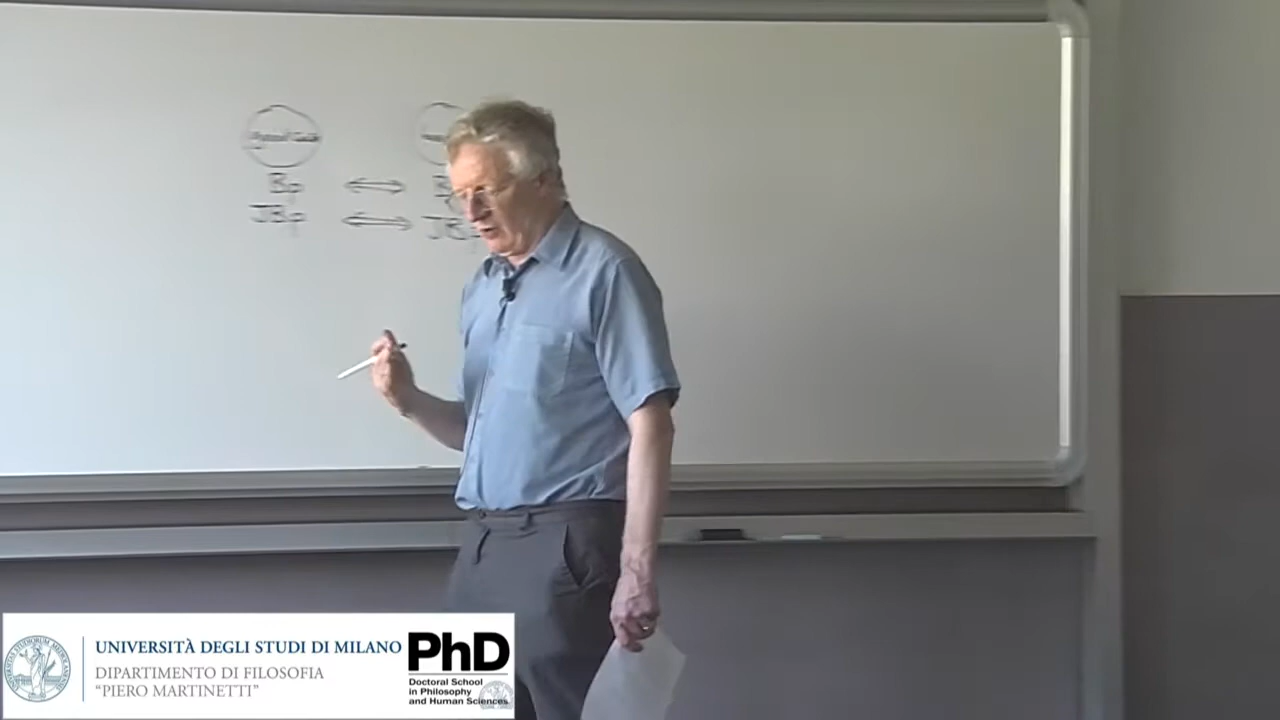 Bp ⟺ B
JBp ⟺ JB
UNIVERSITÀ DEGLI STUDI DI MILANO
DIPARTIMENTO DI FILOSOFIA
“PIERO MARTINETTI”
PhD
Doctoral School
in Philosophy
and Human Sciences